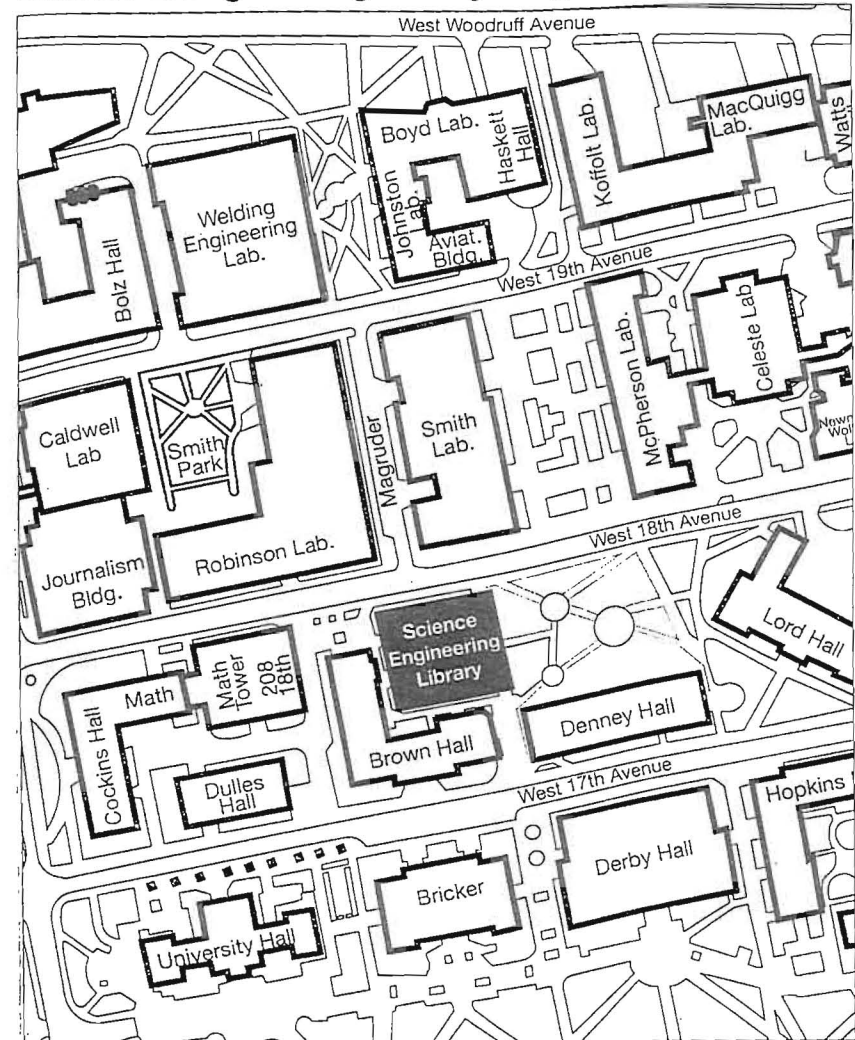 West Woodruff Avenue
Boyd Lab.
Haskett
Hall
Koffolt Lab.
MacQuigg
Lab.
Watts
Johnston
Lab.
Aviat.
Bldg.
Welding
Engineering
Lab.
Bolz Hall
West 19th Avenue
Caldwell
Lab
Smith
Park
Magruder
Smith
Lab.
McPherson Lab.
Celeste Lab
Journalism
Bldg.
Robinson Lab.
West 18th Avenue
Science
Engineering
Library
Lord Hall
Math
Math
Tower
208
18th
Cockins Hall
Dulles
Hall
Brown Hall
Denney Hall
West 17th Avenue
Hopkins
Derby Hall
Bricker
University Hall